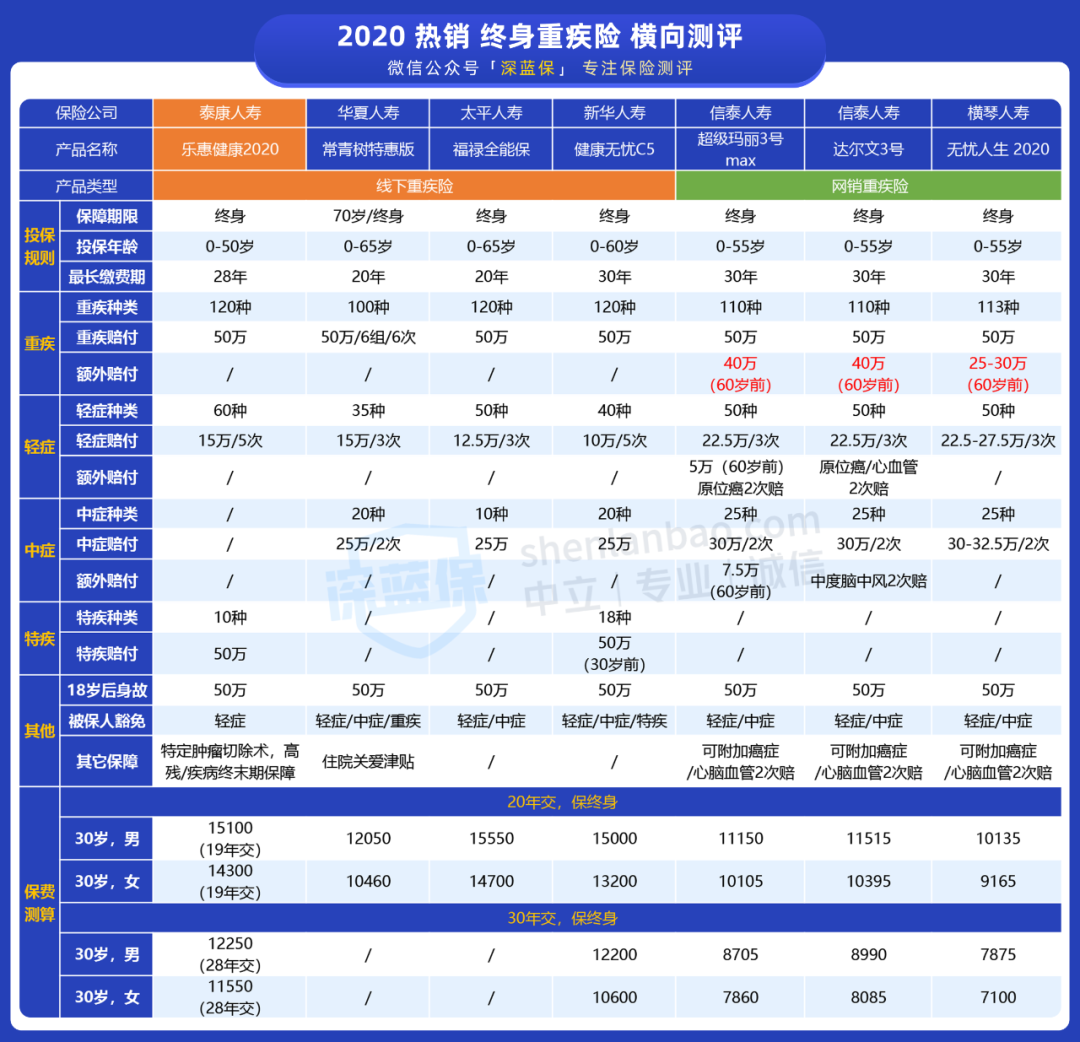 2020 热销 终身重疾险 横向测评
微信公众号「深蓝保」 专注保险测评
保险公司 泰康人寿 华夏人寿 太平人寿 新华人寿 信泰人寿 信泰人寿 横琴人寿
产品名称 乐惠健康2020 常青树特惠版 福禄全能保 健康无忧C5 超级玛丽3号 max 达尔文3号 无忧人生 2020
产品类型 线下重疾险 网销重疾险
投保规则
保障期限 终身 70岁/终身 终身 终身 终身 终身 终身
投保年龄 0-50岁 0-65岁 0-65岁 0-60岁 0-55岁 0-55岁 0-55岁
最长缴费期 28年 20年 20年 30年 30年 30年 30年
重疾
重疾种类 120种 100种 120种 120种 110种 110种 113种
重疾赔付 50万 50万/6组/6次 50万 50万 50万 50万 50万
额外赔付 / / / / 40万(60岁前) 40万(60岁前) 25-30万(60岁前)
轻症
轻症种类 60种 35种 50种 40种 50种 50种 50种
轻症赔付 15万/5次 15万/3次 12.5万/3次 10万/5次 22.5万/3次 22.5万/3次 22.5-27.5万/3次
额外赔付 / / / / 5万（60岁前) 原位癌2次赔 原位癌/心血管2次赔 /
中症
中症种类 / 20种 10种 20种 25种 25种 25种
中症赔付 / 25万/2次 25万 25万 30万/2次 30万/2次 30-32.5万/2次
额外赔付 / / / / 7.5万(60岁前) 中度脑中风2次赔 /
特疾
特疾种类 10种 / / 18种 / / /
特疾赔付 50万 / / 50万(30岁前) / / /
其他
18岁后身故 50万 50万 50万 50万 50万 50万 50万
被保人豁免 轻症 轻症/中症/重疾 轻症/中症 轻症/中症/特疾 轻症/中症 轻症/中症 轻症/中症
其它保障 特定肿瘤切除术，高残/疾病终末期保障 住院关爱津贴 / / 可附加癌症/心脑血管2次赔 可附加癌症/心脑血管2次赔 可附加癌症/心脑血管2次赔
保费测算
20年交，保终身
30岁，男 15100(19年交) 12050 15550 15000 11150 11515 10135
30岁，女 14300(19年交) 10460 14700 13200 10105 10395 9165
30年交，保终身
30岁，男 12250(28年交) / / 12200 8705 8990 7875
30岁，女 11550(28年交) / / 10600 7860 8085 7100
深蓝保
shenlanbao.com
中立｜专业｜诚信